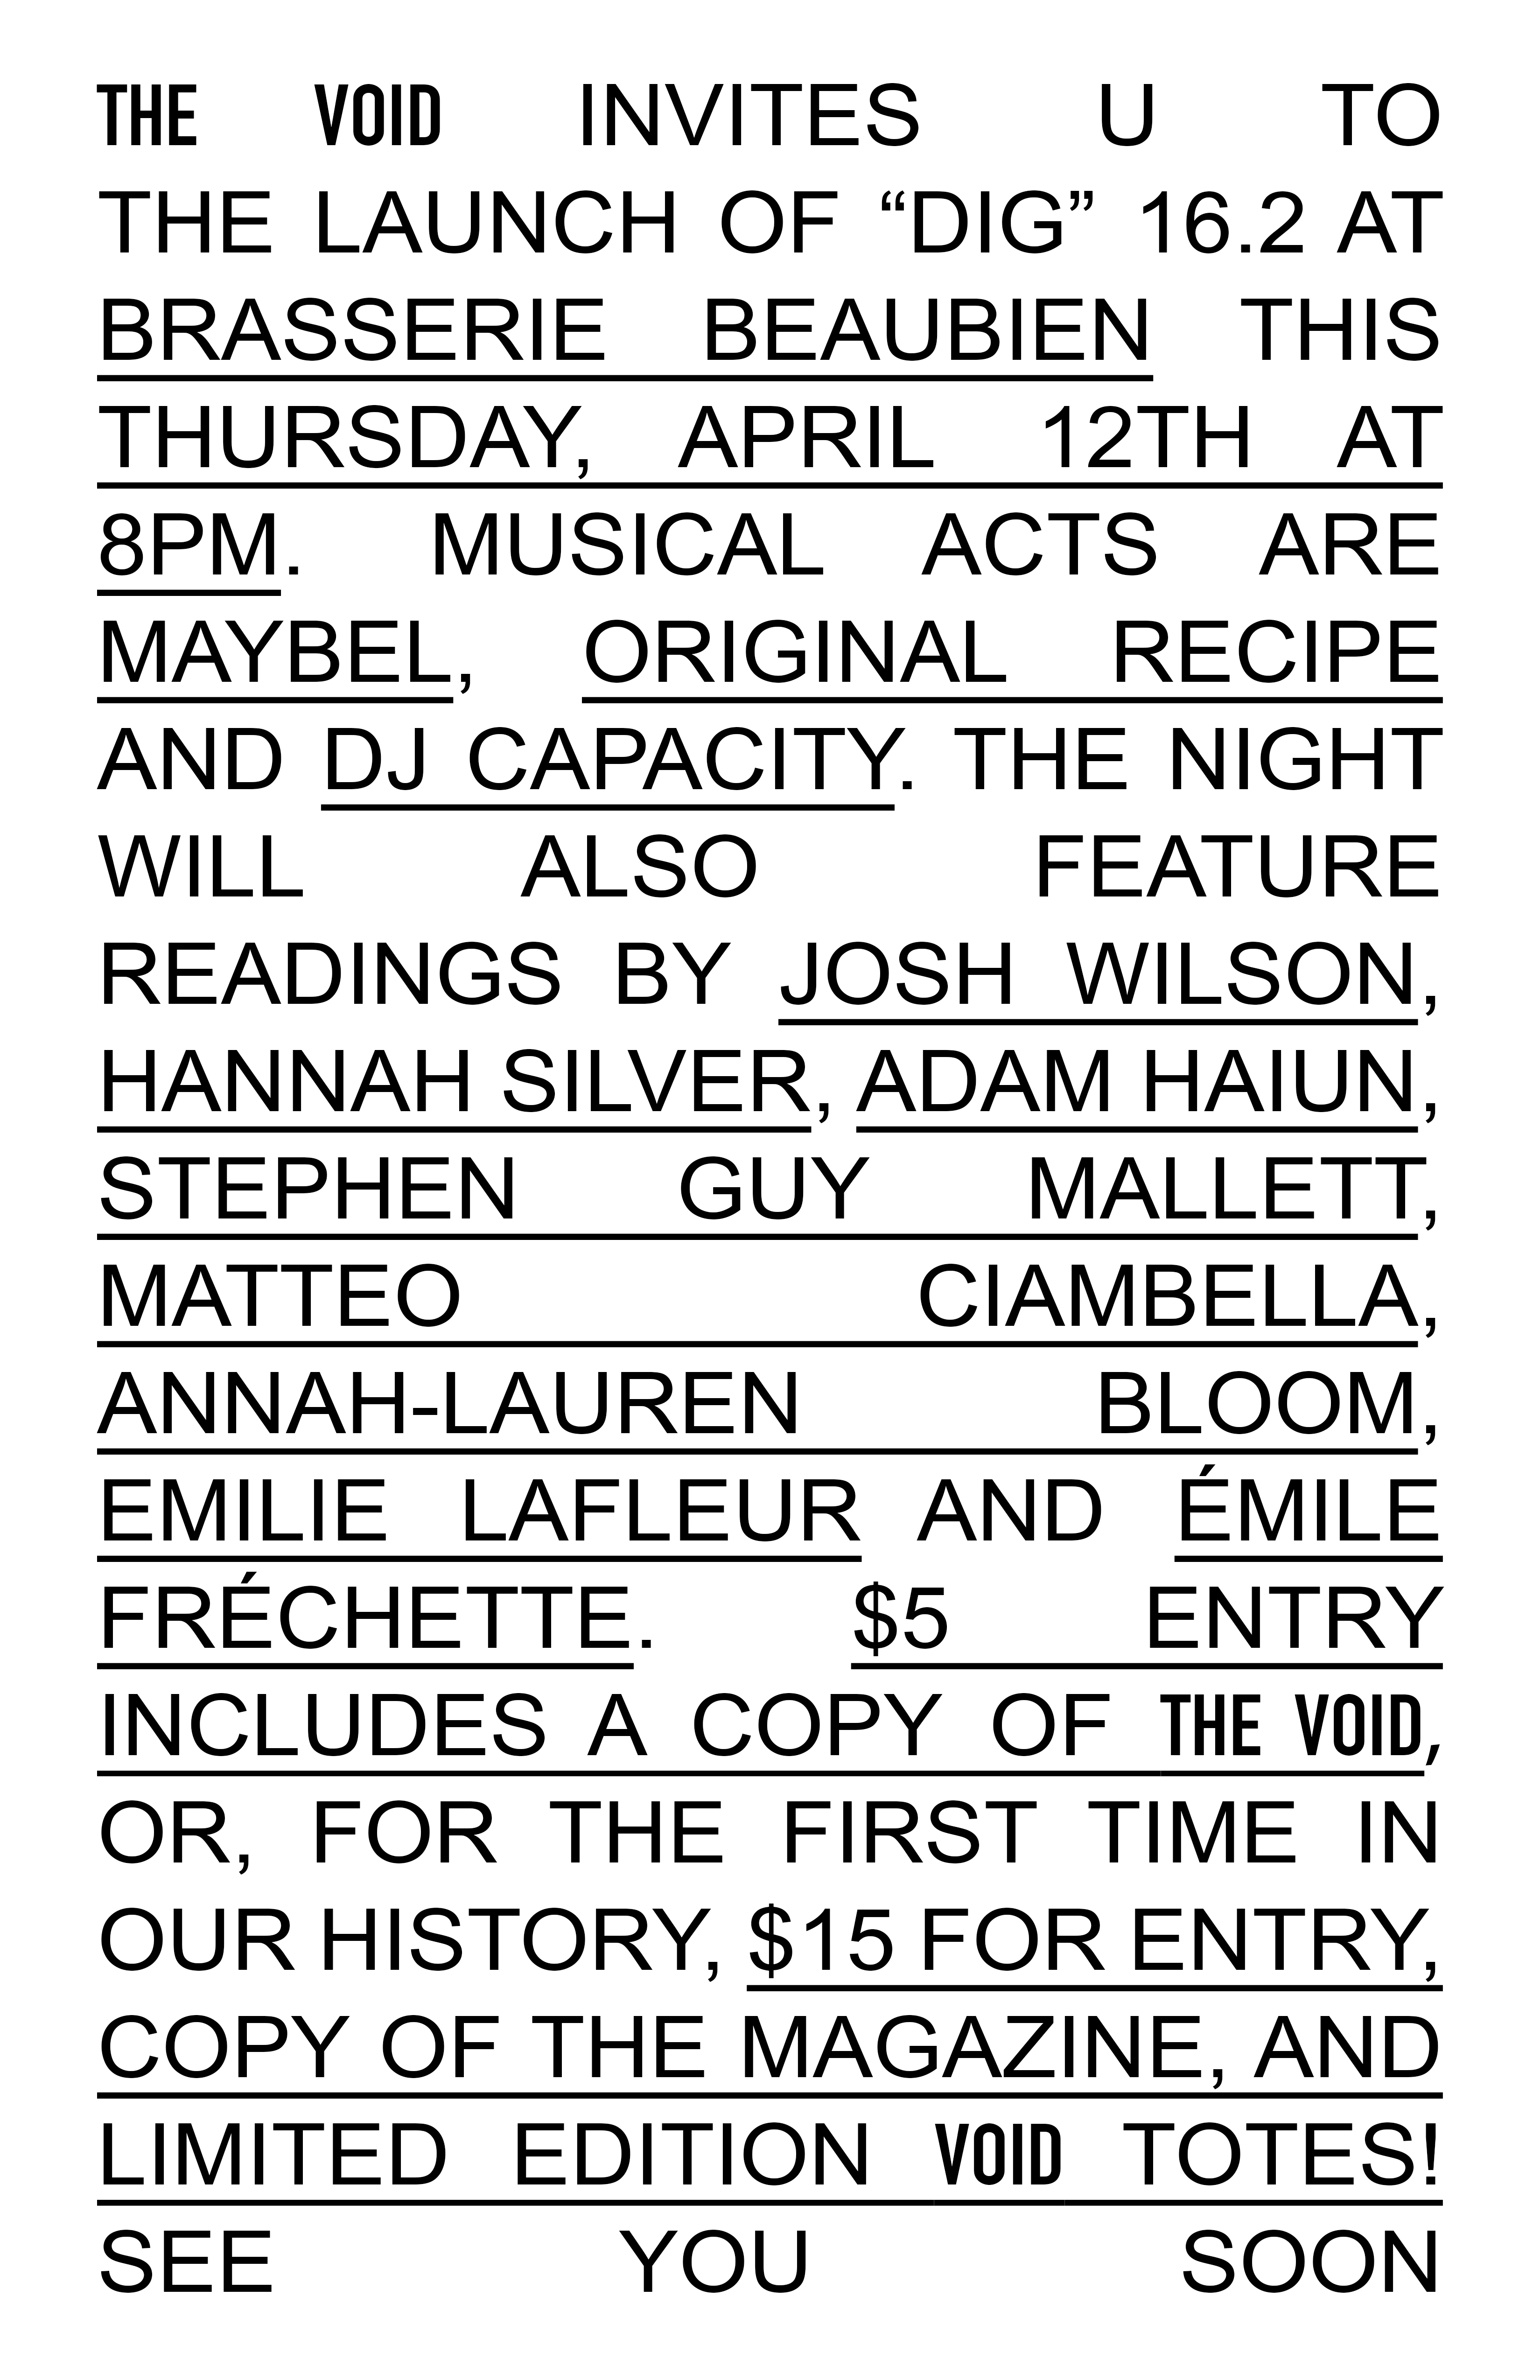 THE VOID INVITES U TO
THE LAUNCH OF “DIG” 16.2 AT
BRASSERIE BEAUBIEN THIS
THURSDAY, APRIL 12TH AT
8PM. MUSICAL ACTS ARE
MAYBEL, ORIGINAL RECIPE
AND DJ CAPACITY. THE NIGHT
WILL ALSO FEATURE
READINGS BY JOSH WILSON,
HANNAH SILVER, ADAM HAIUN,
STEPHEN GUY MALLETT,
MATTEO CIAMBELLA,
ANNAH-LAUREN BLOOM,
EMILIE LAFLEUR AND ÉMILE
FRÉCHETTE. $5 ENTRY
INCLUDES A COPY OF THE VOID,
OR, FOR THE FIRST TIME IN
OUR HISTORY, $15 FOR ENTRY,
COPY OF THE MAGAZINE, AND
LIMITED EDITION VOID TOTES!
SEE YOU SOON